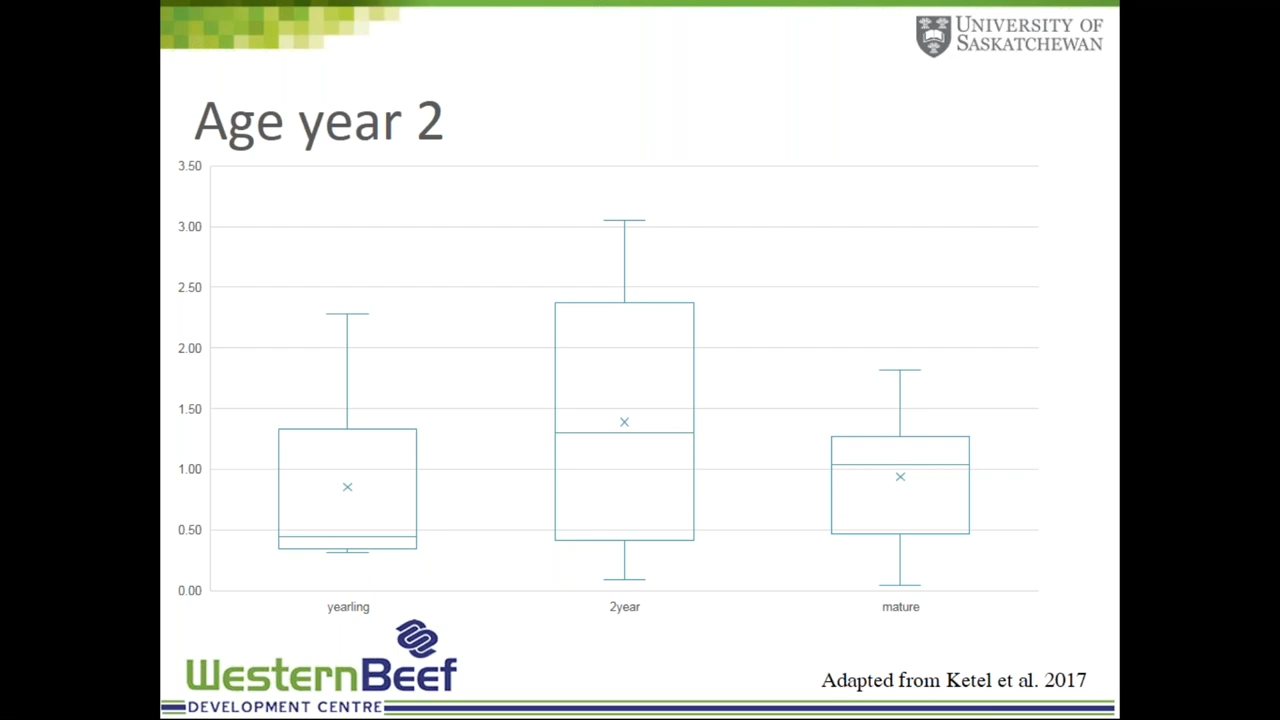 UNIVERSITY OF
SASKATCHEWAN
Age year 2
3.50
3.00
2.50
2.00
1.50
1.00
0.50
0.00
yearling
2year
mature
WesternBeef
DEVELOPMENT CENTRE
Adapted from Ketel et al. 2017